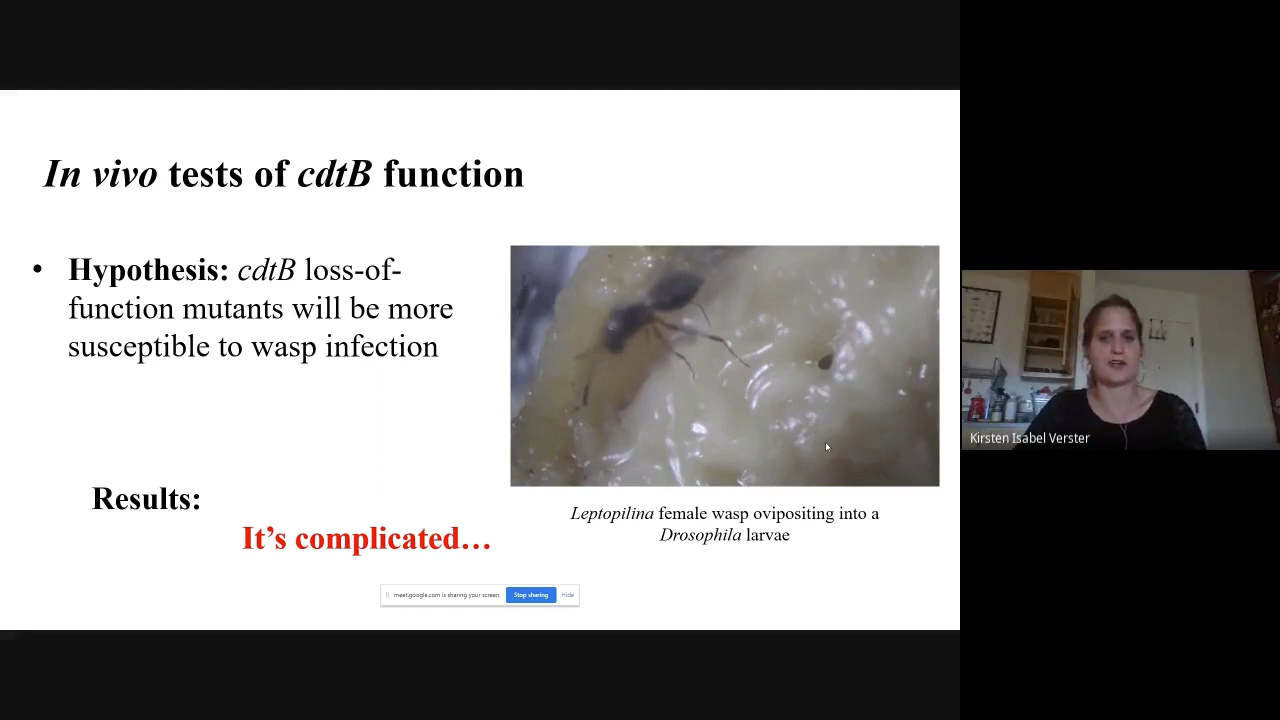 In vivo tests of cdtB function
• Hypothesis: cdtB loss-of-
function mutants will be more
susceptible to wasp infection
Results:
It’s complicated…
Leptopilina female wasp ovipositing into a
Drosophila larvae
meet.google.com is sharing your screen.
Stop sharing
Hide
Kirsten Isabel Verster